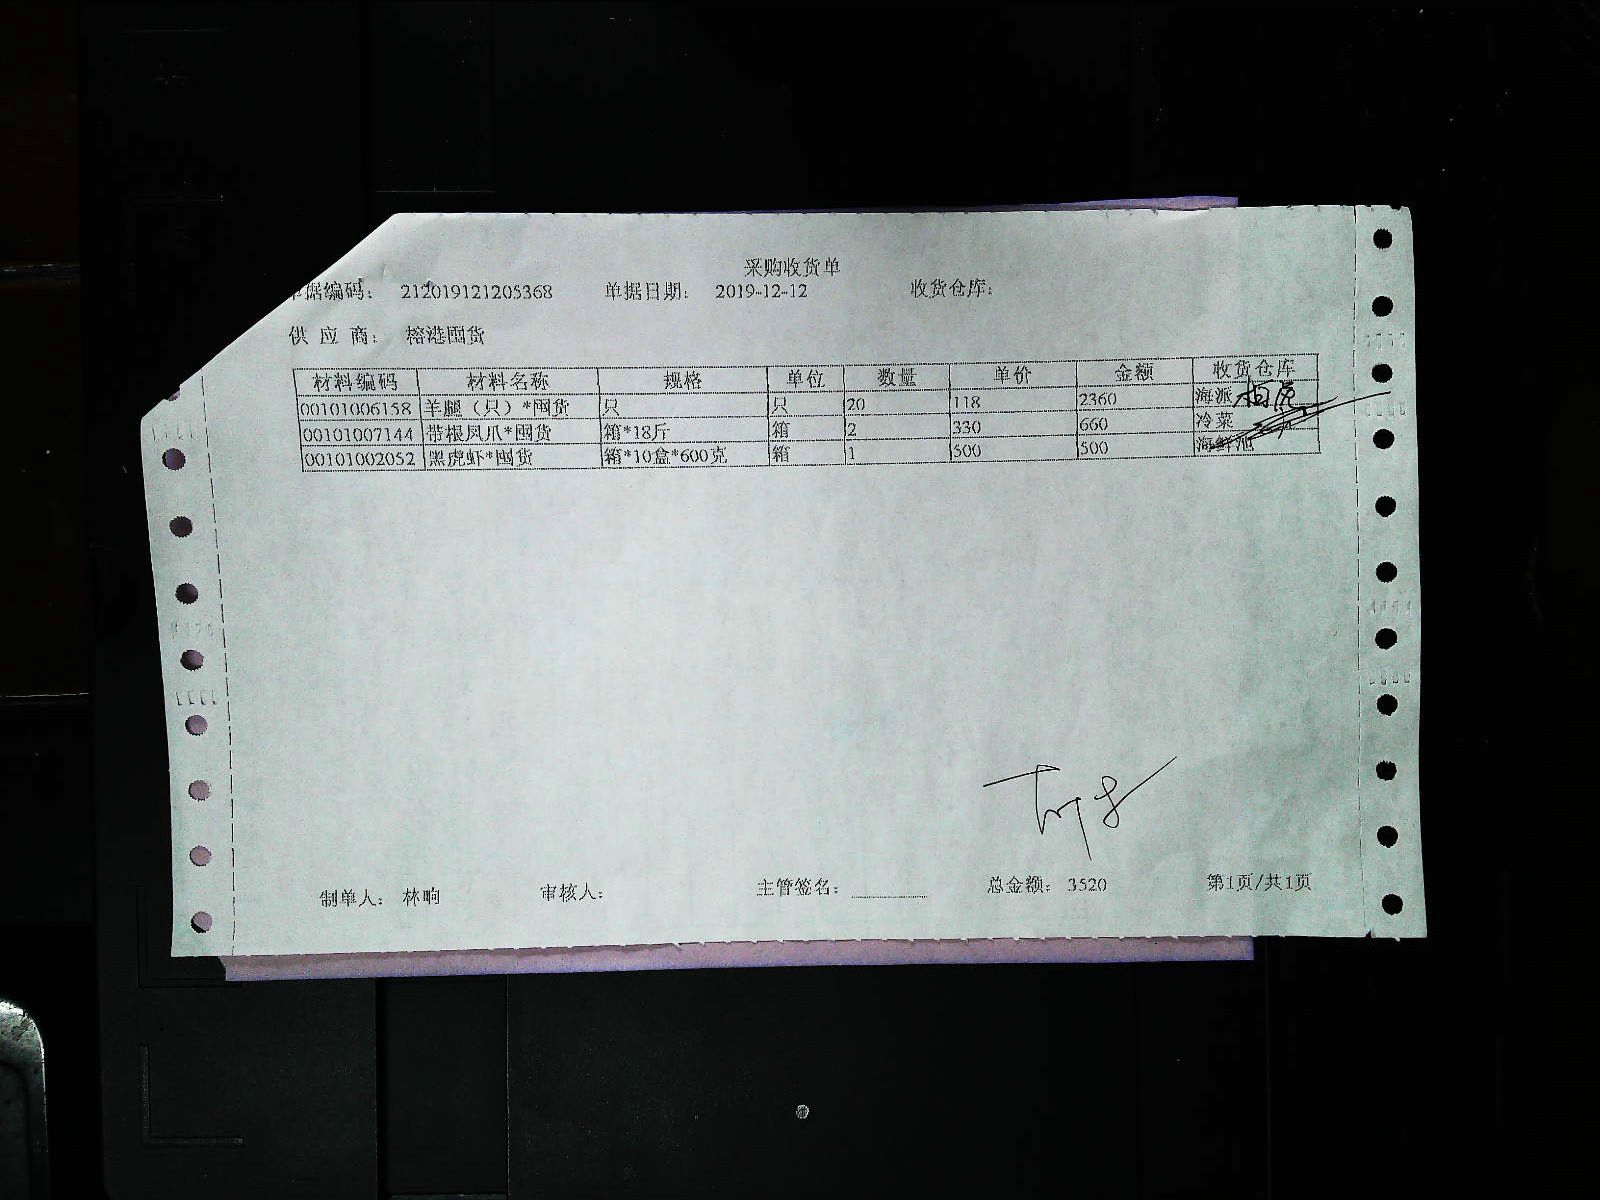 采购收货单
单据编码： 212019121205368 单据日期： 2019-12-12 收货仓库：
供 应 商： 榕港囤货
材料编码 材料名称 规格 单位 数量 单价 金额 收货仓库
00101006158 羊腿（只）*囤货 只 只 20 118 2360 海派
00101007144 带根凤爪*囤货 箱*18斤 箱 2 330 660 冷菜
00101002052 黑虎虾*囤货 箱*10盒*600克 箱 1 500 500 海鲜池
制单人： 林晌 审核人： 主管签名： 总金额： 3520 第1页/共1页